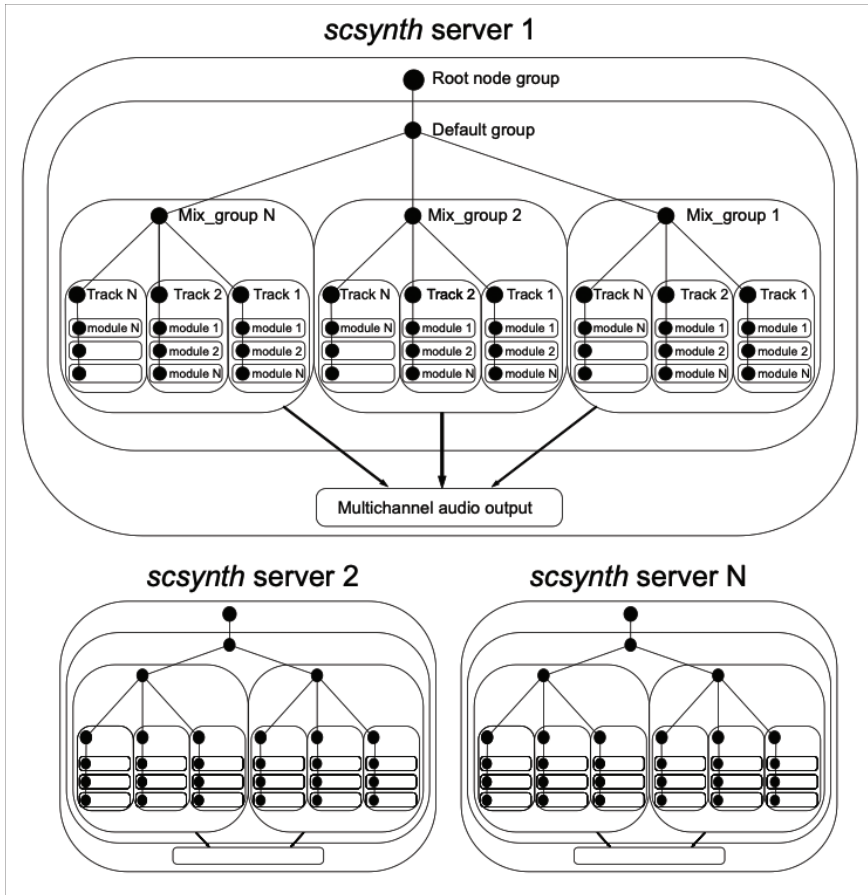 scsynth server 1
Root node group
Default group
Mix_group N Mix_group 2 Mix_group 1
Track N Track 2 Track 1 Track N Track 2 Track 1 Track N Track 2 Track 1
module N module 1 module 1 module N module 1 module 1 module N module 1 module 1
module 2 module 2 module 2 module 2 module 2 module 2
module N module N module N module N module N module N
Multichannel audio output
scsynth server 2 scsynth server N